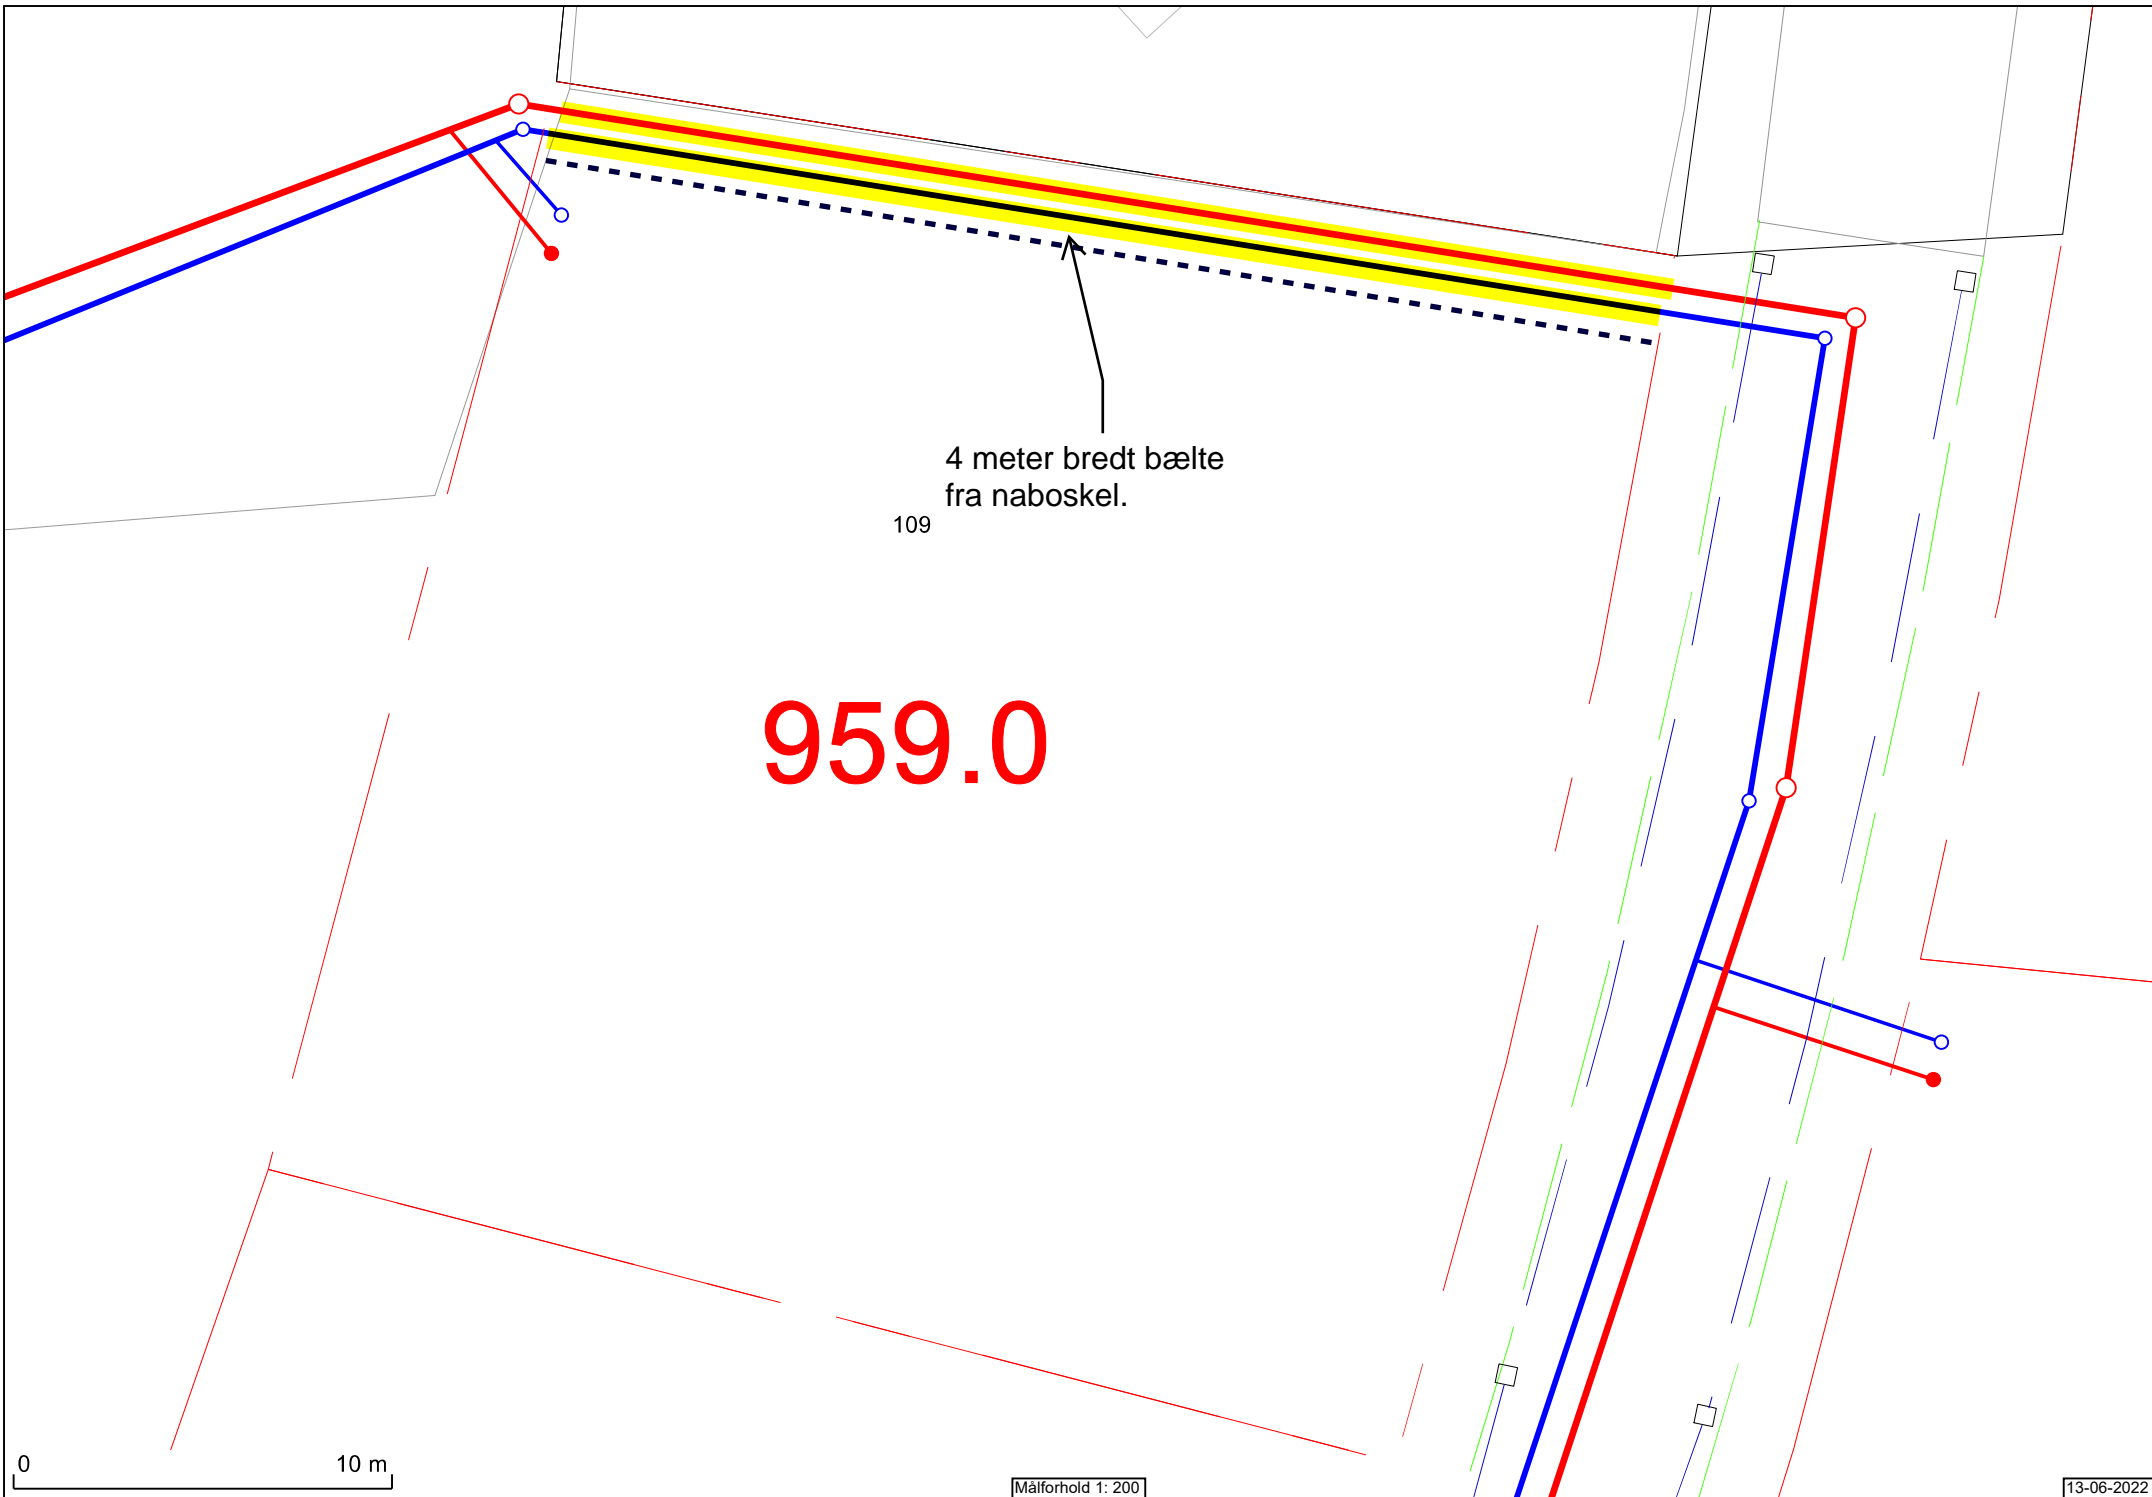 4 meter bredt bælte
fra naboskel.
109
959.0
0 10 m
Målforhold 1: 200
13-06-2022